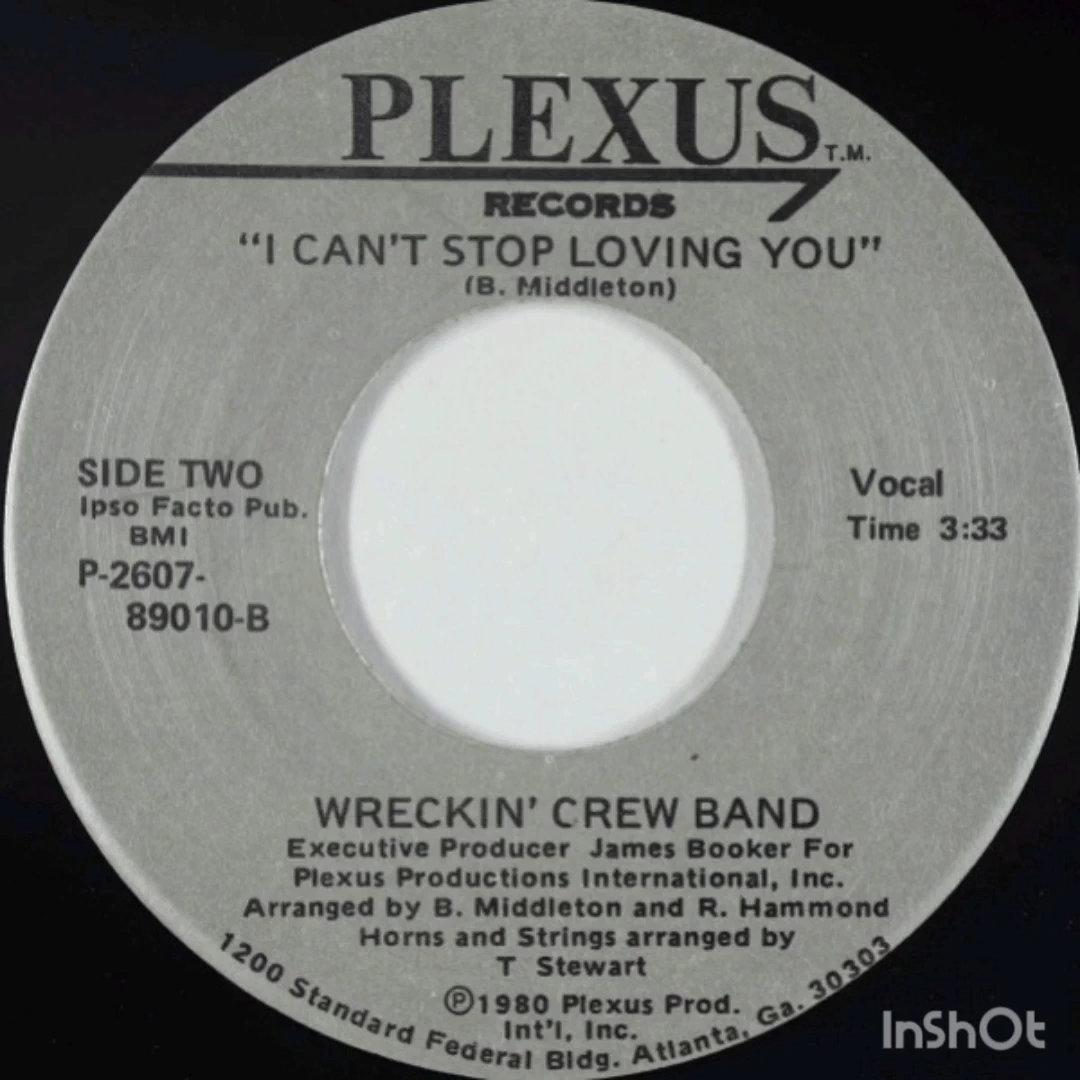 PLEXUS T.M.
RECORDS
"I CAN'T STOP LOVING YOU"
(B. Middleton)
SIDE TWO
Ipso Facto Pub.
BMI
P-2607-
89010-B
Vocal
Time 3:33
WRECKIN' CREW BAND
Executive Producer James Booker For
Plexus Productions International, Inc.
Arranged by B. Middleton and R. Hammond
Horns and Strings arranged by
T Stewart
Ⓟ1980 Plexus Prod.
Int'l, Inc.
1200 Standard Federal Bldg. Atlanta, Ga. 30303
InShOt